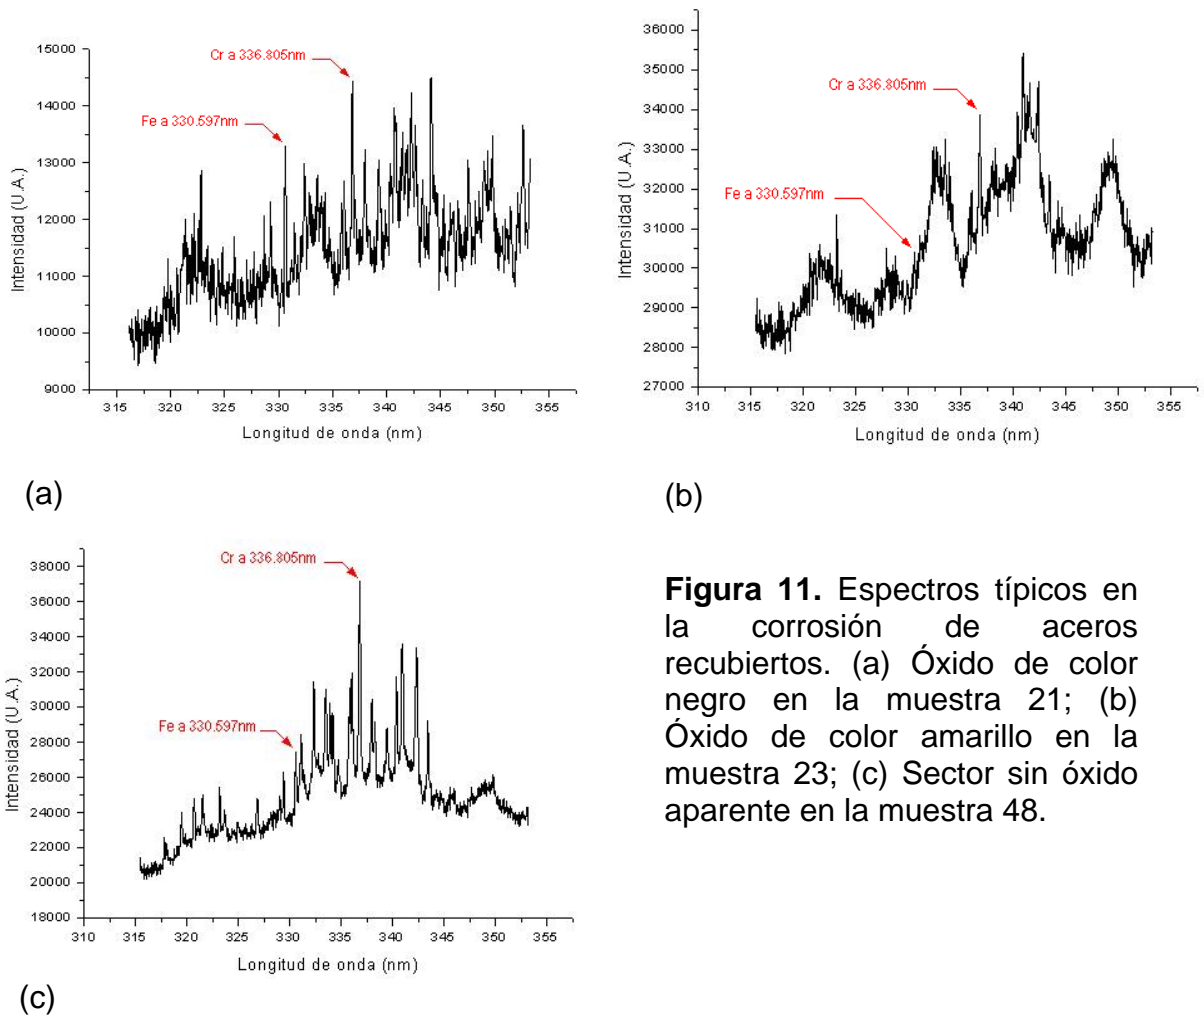 15000
14000
13000
12000
11000
10000
9000
Intensidad (U.A.)
Cr a 336.805nm
Fe a 330.597nm
315 320 325 330 335 340 345 350 355
Longitud de onda (nm)
(a)
36000
35000
34000
33000
32000
31000
30000
29000
28000
27000
Intensidad (U.A.)
Cr a 336.805nm
Fe a 330.597nm
310 315 320 325 330 335 340 345 350 355
Longitud de onda (nm)
(b)
38000
36000
34000
32000
30000
28000
26000
24000
22000
20000
18000
Intensidad (U.A.)
Cr a 336.805nm
Fe a 330.597nm
310 315 320 325 330 335 340 345 350 355
Longitud de onda (nm)
(c)
Figura 11. Espectros típicos en
la corrosión de aceros
recubiertos. (a) Óxido de color
negro en la muestra 21; (b)
Óxido de color amarillo en la
muestra 23; (c) Sector sin óxido
aparente en la muestra 48.